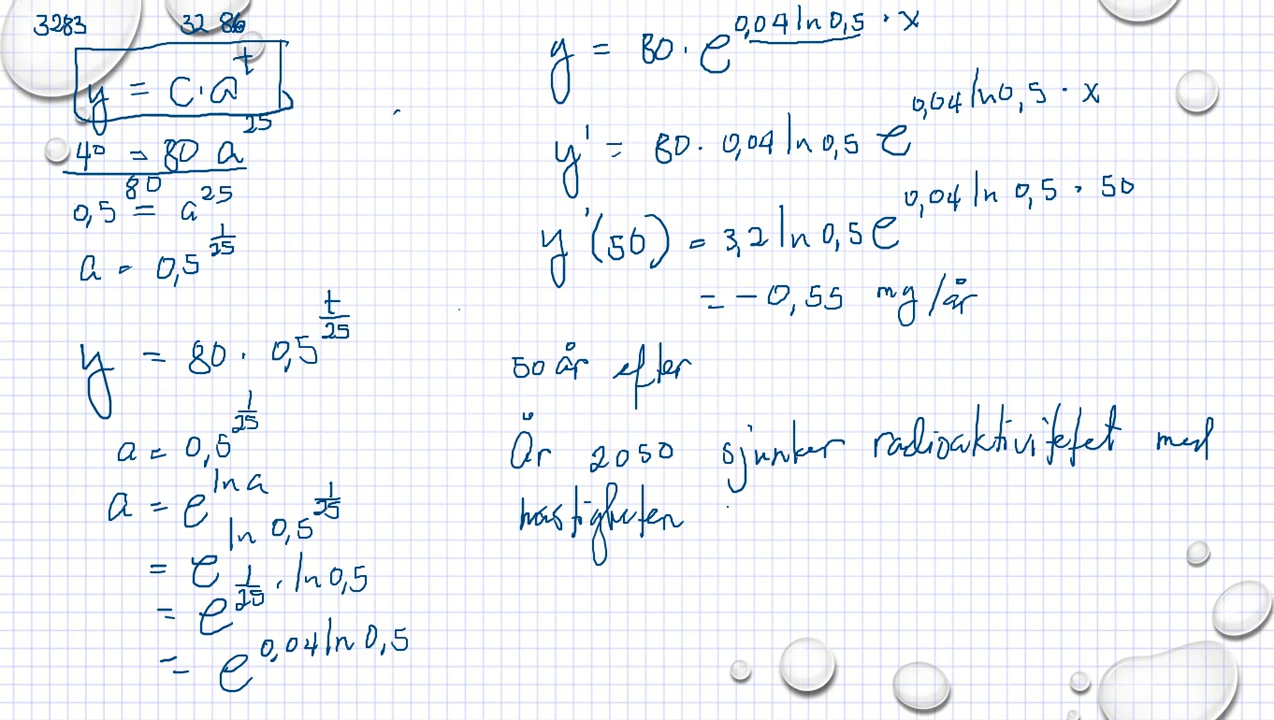 3283 3286
y = C·a^t
40 = 80 a^25
80
0,5 = a^25
a = 0,5^(1/25)
y = 80 · 0,5^(t/25)
a = 0,5^(1/25)
a = e^(ln a)
= e^(ln 0,5^(1/25))
= e^(1/25 · ln 0,5)
= e^(0,04 ln 0,5)
y = 80 · e^(0,04 ln 0,5 · x)
y' = 80 · 0,04 ln 0,5 e^(0,04 ln 0,5 · x)
y'(50) = 3,2 ln 0,5 e^(0,04 ln 0,5 · 50)
= -0,55 mg/år
50 år efter
År 2050 sjunker radioaktivitetet med
hastigheten